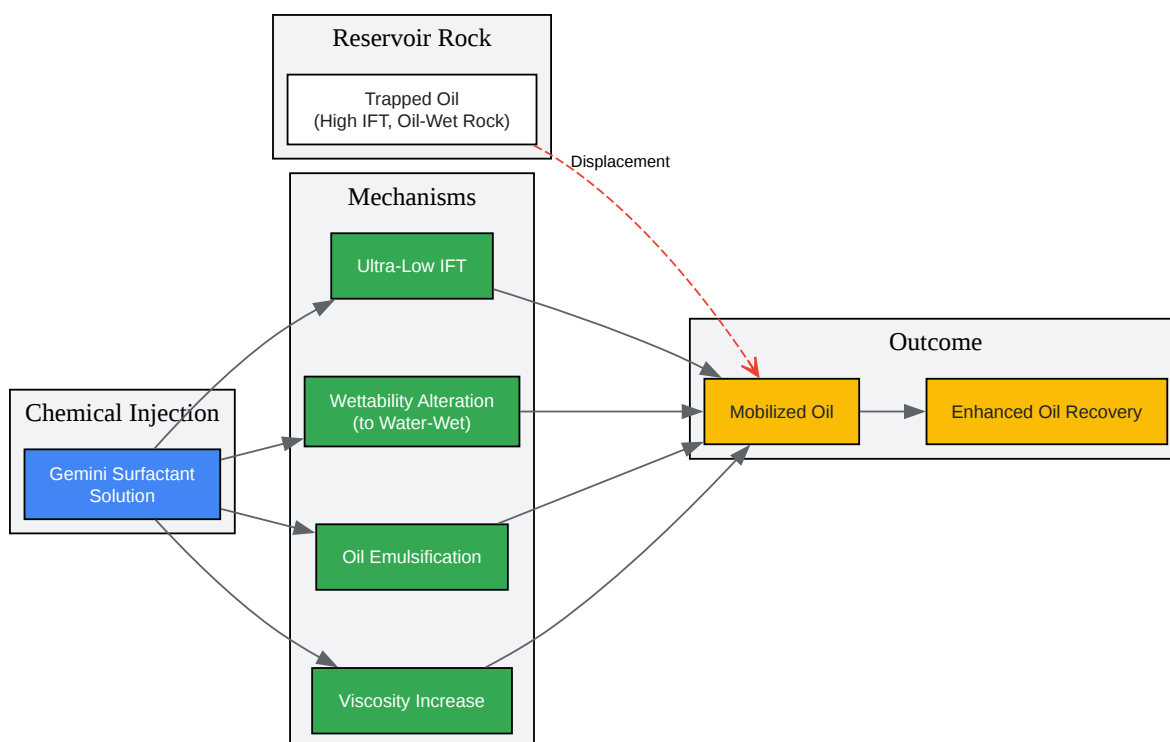 Reservoir Rock
Trapped Oil
(High IFT, Oil-Wet Rock)
Displacement
Mechanisms
Ultra-Low IFT
Wettability Alteration
(to Water-Wet)
Oil Emulsification
Viscosity Increase
Chemical Injection
Gemini Surfactant
Solution
Outcome
Mobilized Oil
Enhanced Oil Recovery